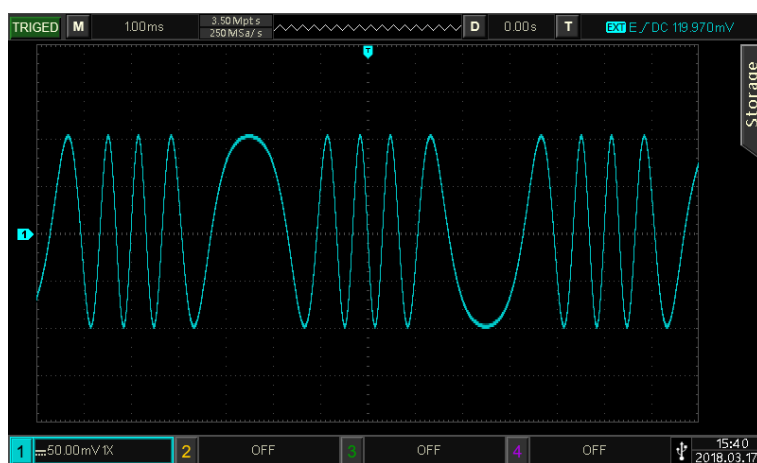 TRIGED M 1.00ms 3.50Mpts D 0.00s T EXT E DC 119.970mV
250MSa/s
T
Storage
1
1 50.00mV 1X 2 OFF 3 OFF 4 OFF 15:40
2018.03.17